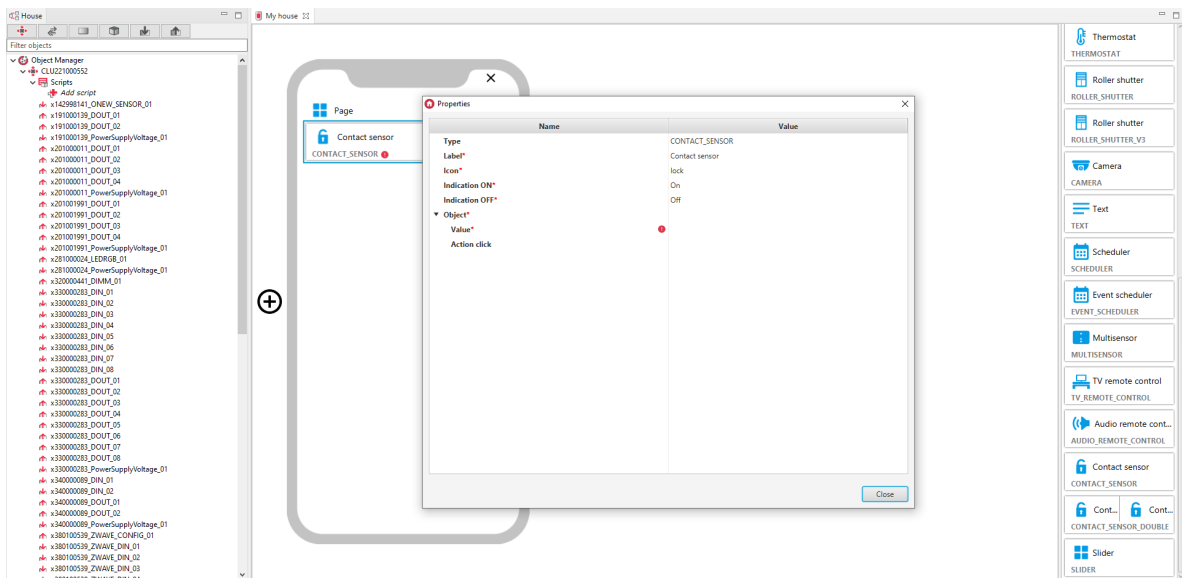 House
Filter objects
Object Manager
CLU221000552
Scripts
Add script
x142998141_ONEW_SENSOR_01
x191000139_DOUT_01
x191000139_DOUT_02
x191000139_PowerSupplyVoltage_01
x201000011_DOUT_01
x201000011_DOUT_02
x201000011_DOUT_03
x201000011_DOUT_04
x201000011_PowerSupplyVoltage_01
x201001991_DOUT_01
x201001991_DOUT_02
x201001991_DOUT_03
x201001991_DOUT_04
x201001991_PowerSupplyVoltage_01
x281000024_LEDRGB_01
x281000024_PowerSupplyVoltage_01
x320000441_DIMM_01
x330000283_DIN_01
x330000283_DIN_02
x330000283_DIN_03
x330000283_DIN_04
x330000283_DIN_05
x330000283_DIN_06
x330000283_DIN_07
x330000283_DIN_08
x330000283_DOUT_01
x330000283_DOUT_02
x330000283_DOUT_03
x330000283_DOUT_04
x330000283_DOUT_05
x330000283_DOUT_06
x330000283_DOUT_07
x330000283_DOUT_08
x330000283_PowerSupplyVoltage_01
x340000089_DIN_01
x340000089_DIN_02
x340000089_DOUT_01
x340000089_DOUT_02
x340000089_PowerSupplyVoltage_01
x380100539_ZWAVE_CONFIG_01
x380100539_ZWAVE_DIN_01
x380100539_ZWAVE_DIN_02
x380100539_ZWAVE_DIN_03
My house
Page
Contact sensor
CONTACT_SENSOR
Properties
Name Value
Type CONTACT_SENSOR
Label* Contact sensor
Icon* lock
Indication ON* On
Indication OFF* Off
Object*
Value*
Action click
Close
Thermostat
THERMOSTAT
Roller shutter
ROLLER_SHUTTER
Roller shutter
ROLLER_SHUTTER_V3
Camera
CAMERA
Text
TEXT
Scheduler
SCHEDULER
Event scheduler
EVENT_SCHEDULER
Multisensor
MULTISENSOR
TV remote control
TV_REMOTE_CONTROL
Audio remote cont...
AUDIO_REMOTE_CONTROL
Contact sensor
CONTACT_SENSOR
Cont... Cont...
CONTACT_SENSOR_DOUBLE
Slider
SLIDER